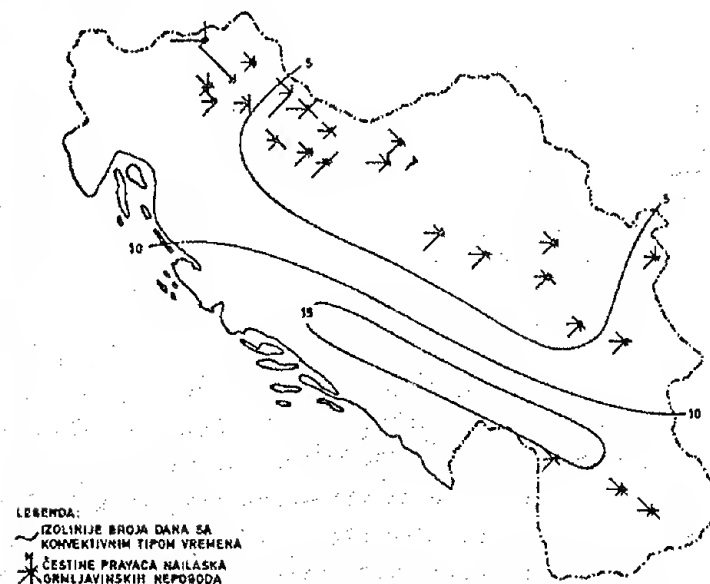 5
5
10
15
10
LEGENDA:
IZOLINIJE BROJA DANA SA
KONVEKTIVNIM TIPOM VREMENA
N
ČESTINE PRAVACA NAILASKA
GRMLJAVINSKIH NEPOGODA